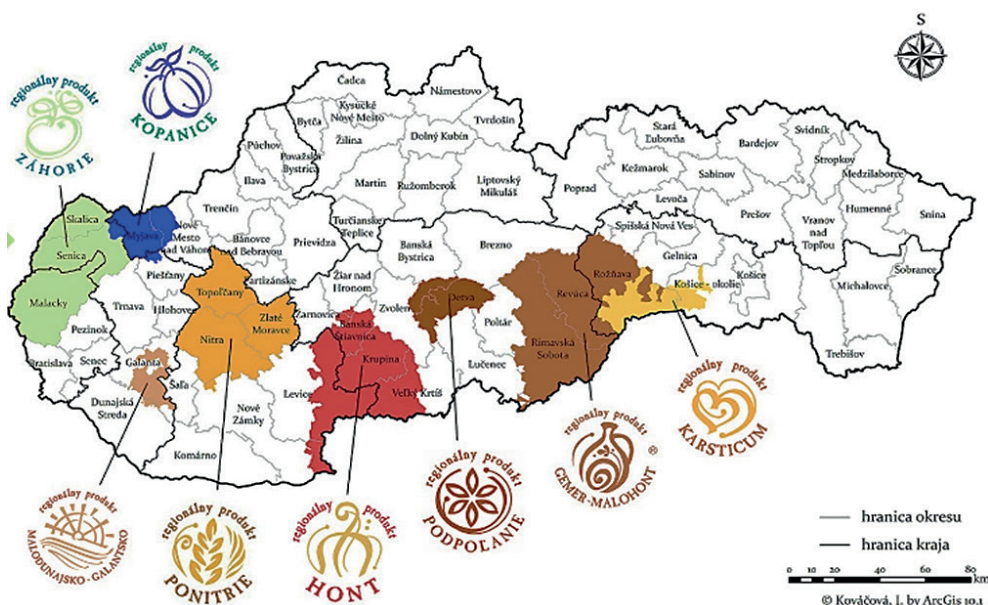 S
regionálny produkt
KOPANICE
regionálny produkt
ZÁHORIE
Čadca
Námestovo
Kysucké
Nové Mesto
Bytča
Tvrdošín
Žilina
Dolný Kubín
Púchov
Považská
Bystrica
Ilava
Martin
Ružomberok
Liptovský
Mikuláš
Poprad
Stará
Ľubovňa
Kežmarok
Bardejov
Svidník
Stropkov
Medzilaborce
Sabinov
Levoča
Prešov
Vranov
nad
Topľou
Humenné
Snina
Skalica
Senica
Malacky
Myjava
Nové
Mesto
nad Váhom
Trenčín
Bánovce
nad Bebravou
Prievidza
Turčianske
Teplice
Banská
Bystrica
Brezno
Spišská Nová Ves
Gelnica
Rožňava
Košice - okolie
Košice
Sobrance
Michalovce
Trebišov
Piešťany
Topoľčany
Partizánske
Žiar nad
Hronom
Zvolen
Detva
Revúca
Trnava
Hlohovec
Zlaté
Moravce
Žarnovica
Banská
Štiavnica
Poltár
Pezinok
Nitra
Krupina
Rimavská
Sobota
Bratislava
Senec
Galanta
Šaľa
Levice
Veľký Krtíš
Lučenec
Dunajská
Streda
Nové
Zámky
Komárno
regionálny produkt
KARSTICUM
regionálny produkt
GEMER-MALOHONT ®
regionálny produkt
PODPOĽANIE
regionálny produkt
HONT
regionálny produkt
PONITRIE
regionálny produkt
MALODUNAJSKO - GALANTSKO
hranica okresu
hranica kraja
0 10 20 40 60 80
km
© Kováčová, I. by ArcGis 10.1